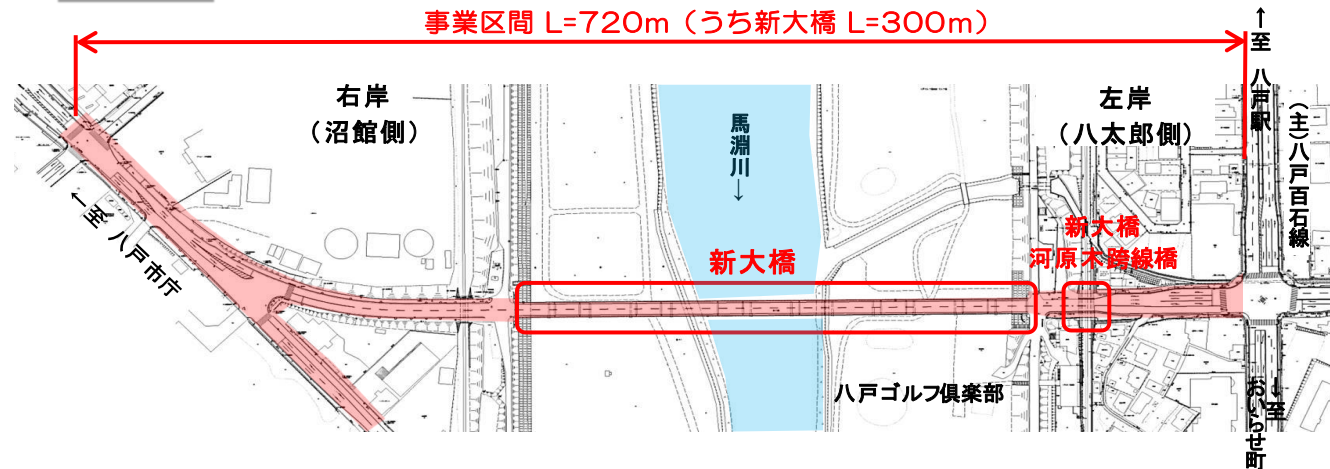 事業区間 L=720m（うち新大橋 L=300m）
↑至 八戸駅
(主)八戸百石線
右岸
（沼館側）
馬淵川→
左岸
（八太郎側）
←至 八戸市庁
新大橋
新大橋
河原木跨線橋
八戸ゴルフ倶楽部
↓至
おいらせ町